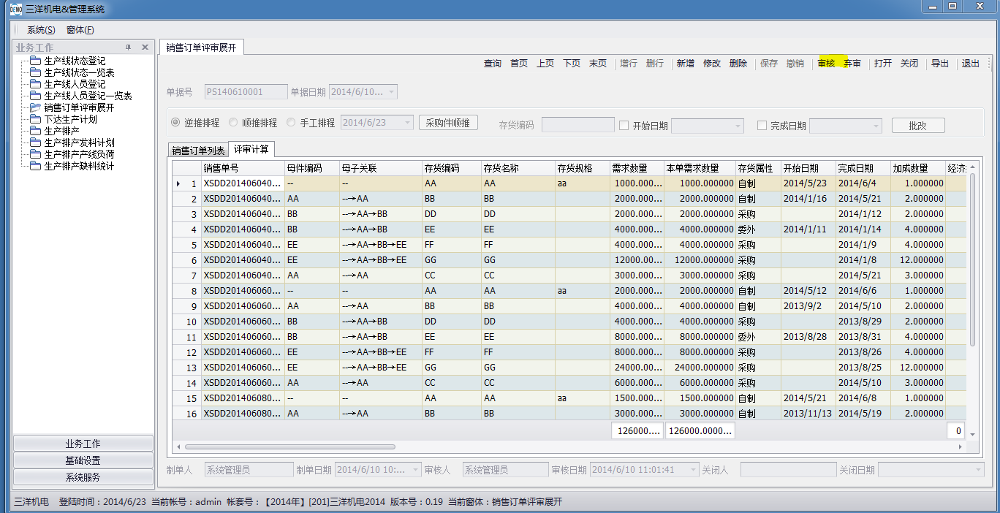 DEMO 三洋机电&管理系统
系统(S) 窗体(F)
业务工作
生产线状态登记
生产线状态一览表
生产线人员登记
生产线人员登记一览表
销售订单评审展开
下达生产计划
生产排产
生产排产发料计划
生产排产产线负荷
生产排产缺料统计
业务工作
基础设置
系统服务
销售订单评审展开
查询 首页 上页 下页 末页 增行 删行 新增 修改 删除 保存 撤销 审核 弃审 打开 关闭 导出 退出
单据号 PS140610001 单据日期 2014/6/10...
逆推排程 顺推排程 手工排程 2014/6/23 采购件顺推 存货编码 开始日期 完成日期 批改
销售订单列表 评审计算
销售单号 母件编码 母子关联 存货编码 存货名称 存货规格 需求数量 本单需求数量 存货属性 开始日期 完成日期 加成数量 经济
1 XSDD201406040... -- -- AA AA aa 1000.000... 1000.000000 自制 2014/5/23 2014/6/4 1.000000
2 XSDD201406040... AA --→AA BB BB 2000.000... 2000.000000 自制 2014/1/16 2014/5/21 2.000000
3 XSDD201406040... BB --→AA→BB DD DD 2000.000... 2000.000000 采购 2014/1/12 2.000000
4 XSDD201406040... BB --→AA→BB EE EE 4000.000... 4000.000000 委外 2014/1/11 2014/1/14 4.000000
5 XSDD201406040... EE --→AA→BB→EE FF FF 4000.000... 4000.000000 采购 2014/1/9 4.000000
6 XSDD201406040... EE --→AA→BB→EE GG GG 12000.00... 12000.000000 采购 2014/1/8 12.000000
7 XSDD201406040... AA --→AA CC CC 3000.000... 3000.000000 采购 2014/5/21 3.000000
8 XSDD201406060... -- -- AA AA aa 2000.000... 2000.000000 自制 2014/5/12 2014/6/6 1.000000
9 XSDD201406060... AA --→AA BB BB 4000.000... 4000.000000 自制 2013/9/2 2014/5/10 2.000000
10 XSDD201406060... BB --→AA→BB DD DD 4000.000... 4000.000000 采购 2013/8/29 2.000000
11 XSDD201406060... BB --→AA→BB EE EE 8000.000... 8000.000000 委外 2013/8/28 2013/8/31 4.000000
12 XSDD201406060... EE --→AA→BB→EE FF FF 8000.000... 8000.000000 采购 2013/8/26 4.000000
13 XSDD201406060... EE --→AA→BB→EE GG GG 24000.00... 24000.000000 采购 2013/8/25 12.000000
14 XSDD201406060... AA --→AA CC CC 6000.000... 6000.000000 采购 2014/5/10 3.000000
15 XSDD201406080... -- -- AA AA aa 1500.000... 1500.000000 自制 2014/5/21 2014/6/8 1.000000
16 XSDD201406080... AA --→AA BB BB 3000.000... 3000.000000 自制 2013/11/13 2014/5/19 2.000000
126000.... 126000.0000... 0
制单人 系统管理员 制单日期 2014/6/10 10:... 审核人 系统管理员 审核日期 2014/6/10 11:01:41 关闭人 关闭日期
三洋机电 登陆时间：2014/6/23 当前帐号：admin 帐套号：【2014年】[201]三洋机电2014 版本号：0.19 当前窗体：销售订单评审展开